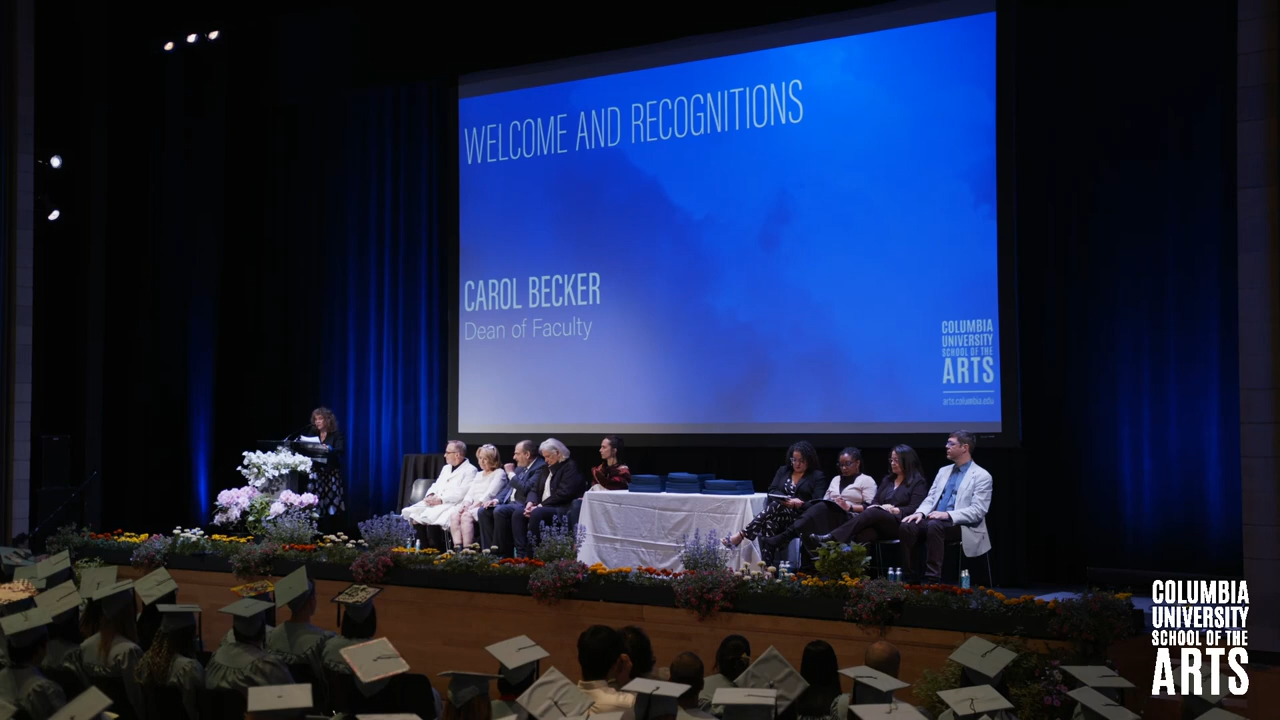 WELCOME AND RECOGNITIONS
CAROL BECKER
Dean of Faculty
COLUMBIA
UNIVERSITY
SCHOOL OF THE
ARTS
arts.columbia.edu
COLUMBIA
UNIVERSITY
SCHOOL OF THE
ARTS